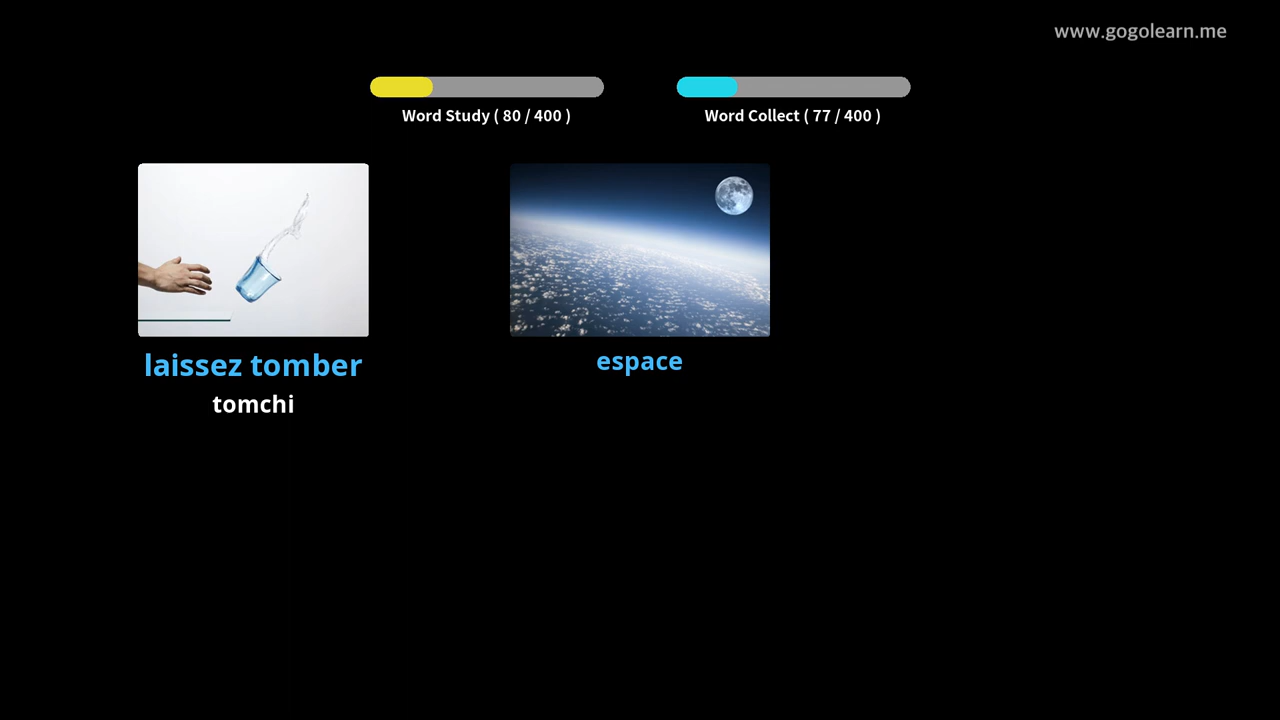 www.gogolearn.me
Word Study ( 80 / 400 )
Word Collect ( 77 / 400 )
laissez tomber
tomchi
espace